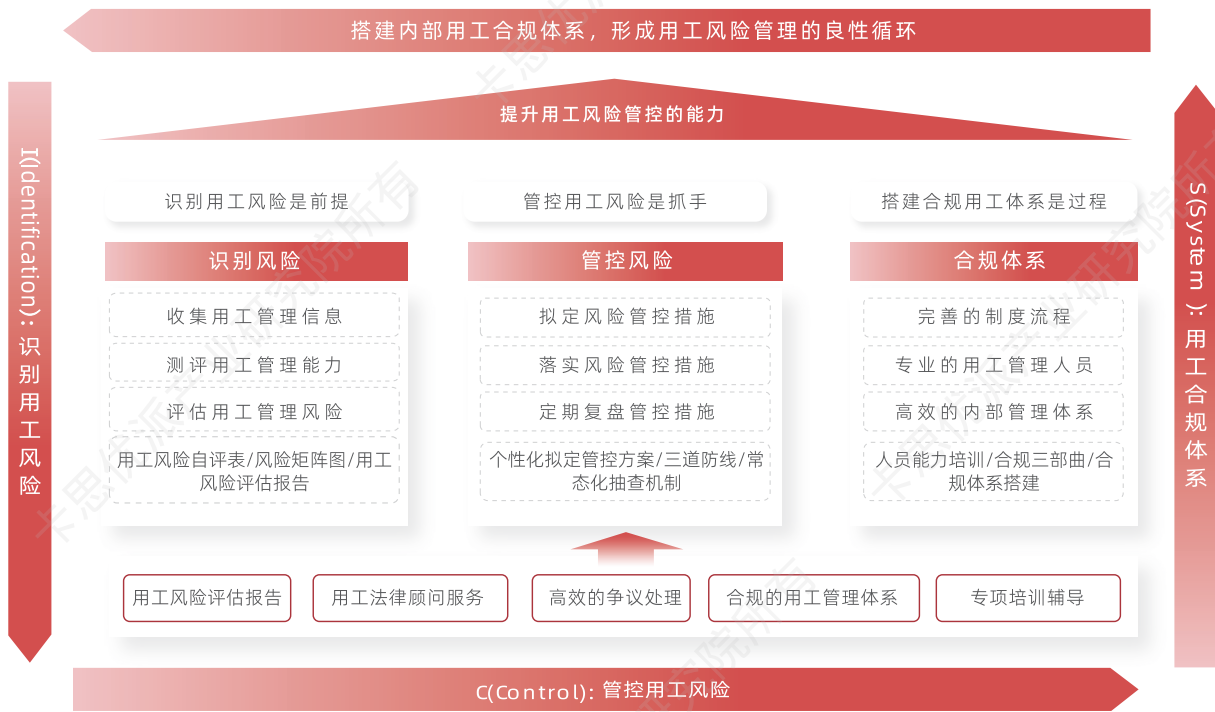 搭建内部用工合规体系，形成用工风险管理的良性循环
提升用工风险管控的能力
I(Identification)：识别用工风险
识别用工风险是前提
识别风险
收集用工管理信息
测评用工管理能力
评估用工管理风险
用工风险自评表/风险矩阵图/用工
风险评估报告
管控用工风险是抓手
管控风险
拟定风险管控措施
落实风险管控措施
定期复盘管控措施
个性化拟定管控方案/三道防线/常
态化抽查机制
搭建合规用工体系是过程
合规体系
完善的制度流程
专业的用工管理人员
高效的内部管理体系
人员能力培训/合规三部曲/合
规体系搭建
S(System)：用工合规体系
用工风险评估报告
用工法律顾问服务
高效的争议处理
合规的用工管理体系
专项培训辅导
C(Control)：管控用工风险
卡思优派产业研究院所有